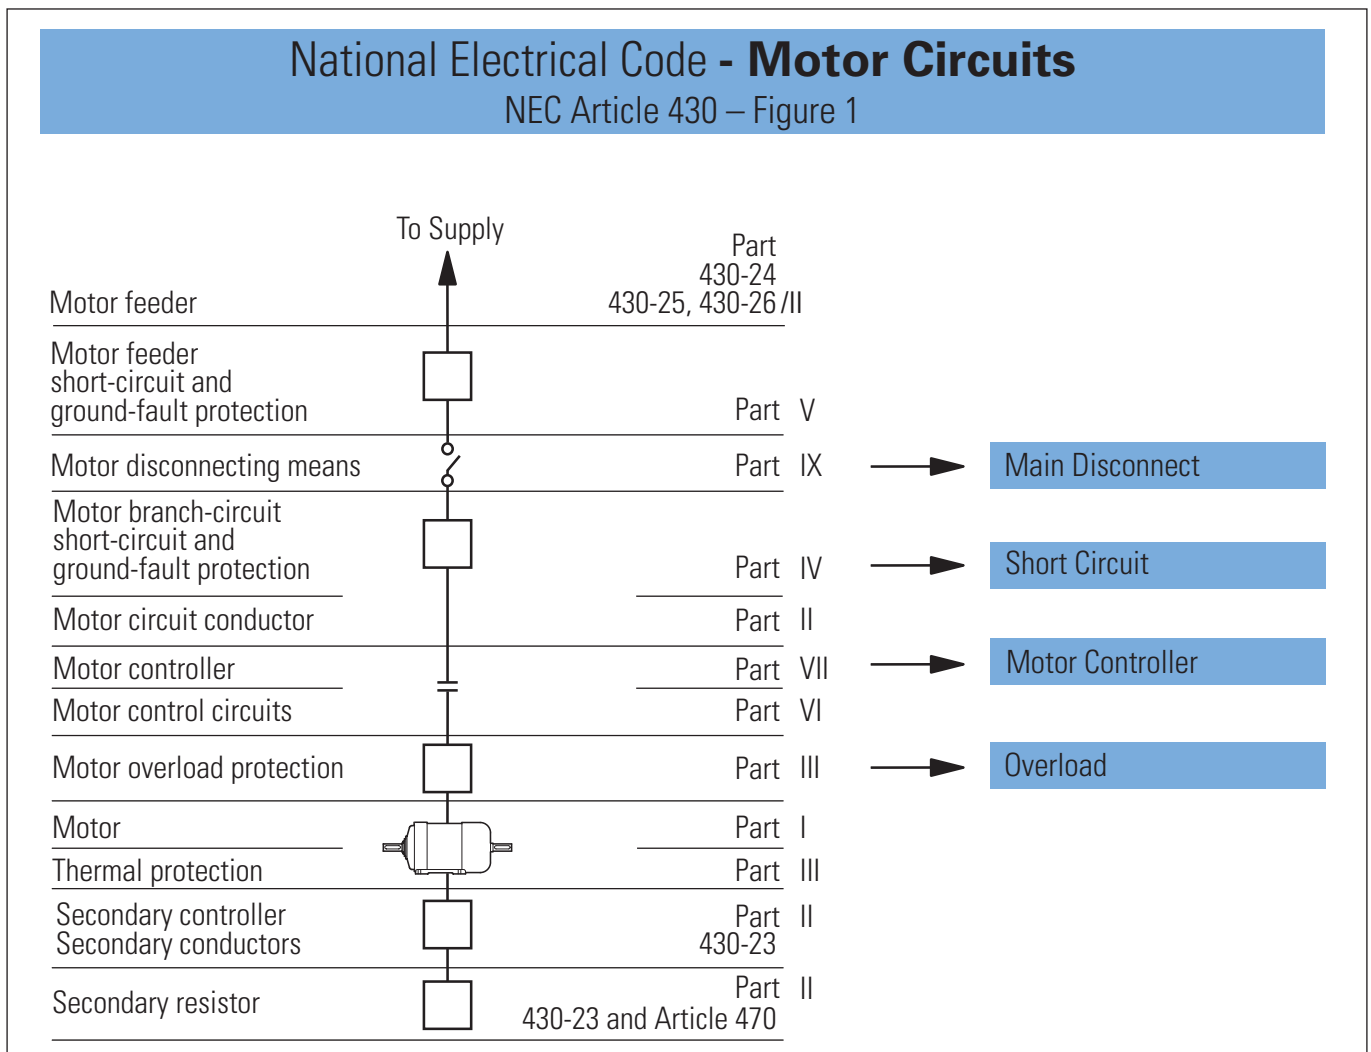 National Electrical Code - Motor Circuits
NEC Article 430 – Figure 1
To Supply
Part
430-24
Motor feeder
430-25, 430-26 /II
Motor feeder
short-circuit and
ground-fault protection
Part V
Motor disconnecting means
Part IX
Main Disconnect
Motor branch-circuit
short-circuit and
ground-fault protection
Part IV
Short Circuit
Motor circuit conductor
Part II
Motor controller
Part VII
Motor Controller
Motor control circuits
Part VI
Motor overload protection
Part III
Overload
Motor
Part I
Thermal protection
Part III
Secondary controller
Part II
Secondary conductors
430-23
Secondary resistor
Part II
430-23 and Article 470